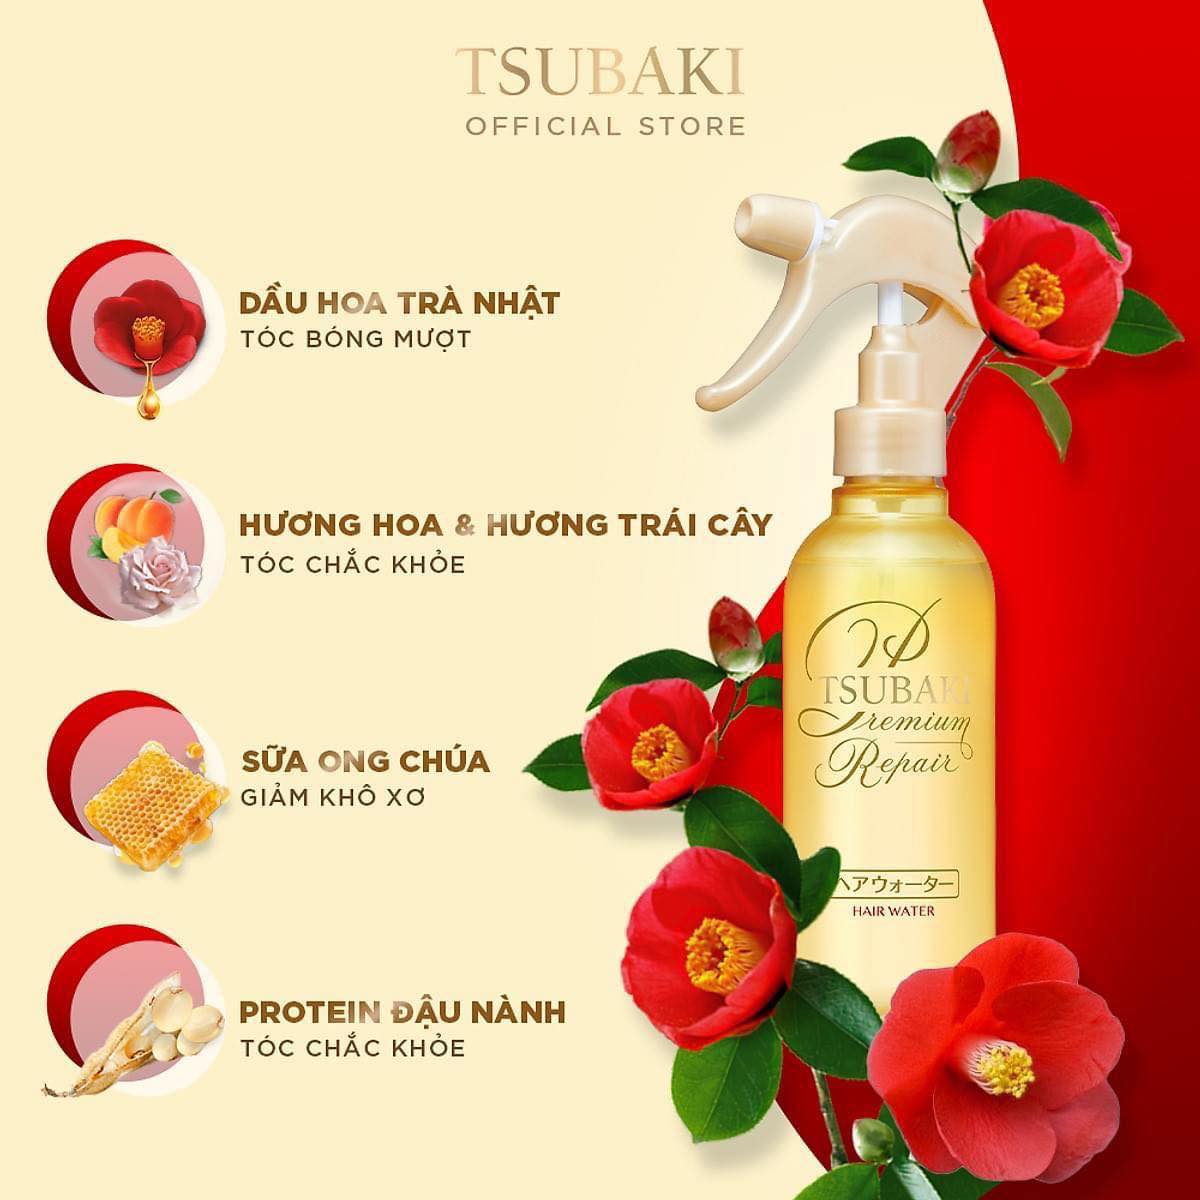 TSUBAKI
OFFICIAL STORE
DẦU HOA TRÀ NHẬT
TÓC BÓNG MƯỢT
HƯƠNG HOA & HƯƠNG TRÁI CÂY
TÓC CHẮC KHỎE
SỮA ONG CHÚA
GIẢM KHÔ XƠ
PROTEIN ĐẬU NÀNH
TÓC CHẮC KHỎE
TSUBAKI
Premium
Repair
ヘアウォーター
HAIR WATER